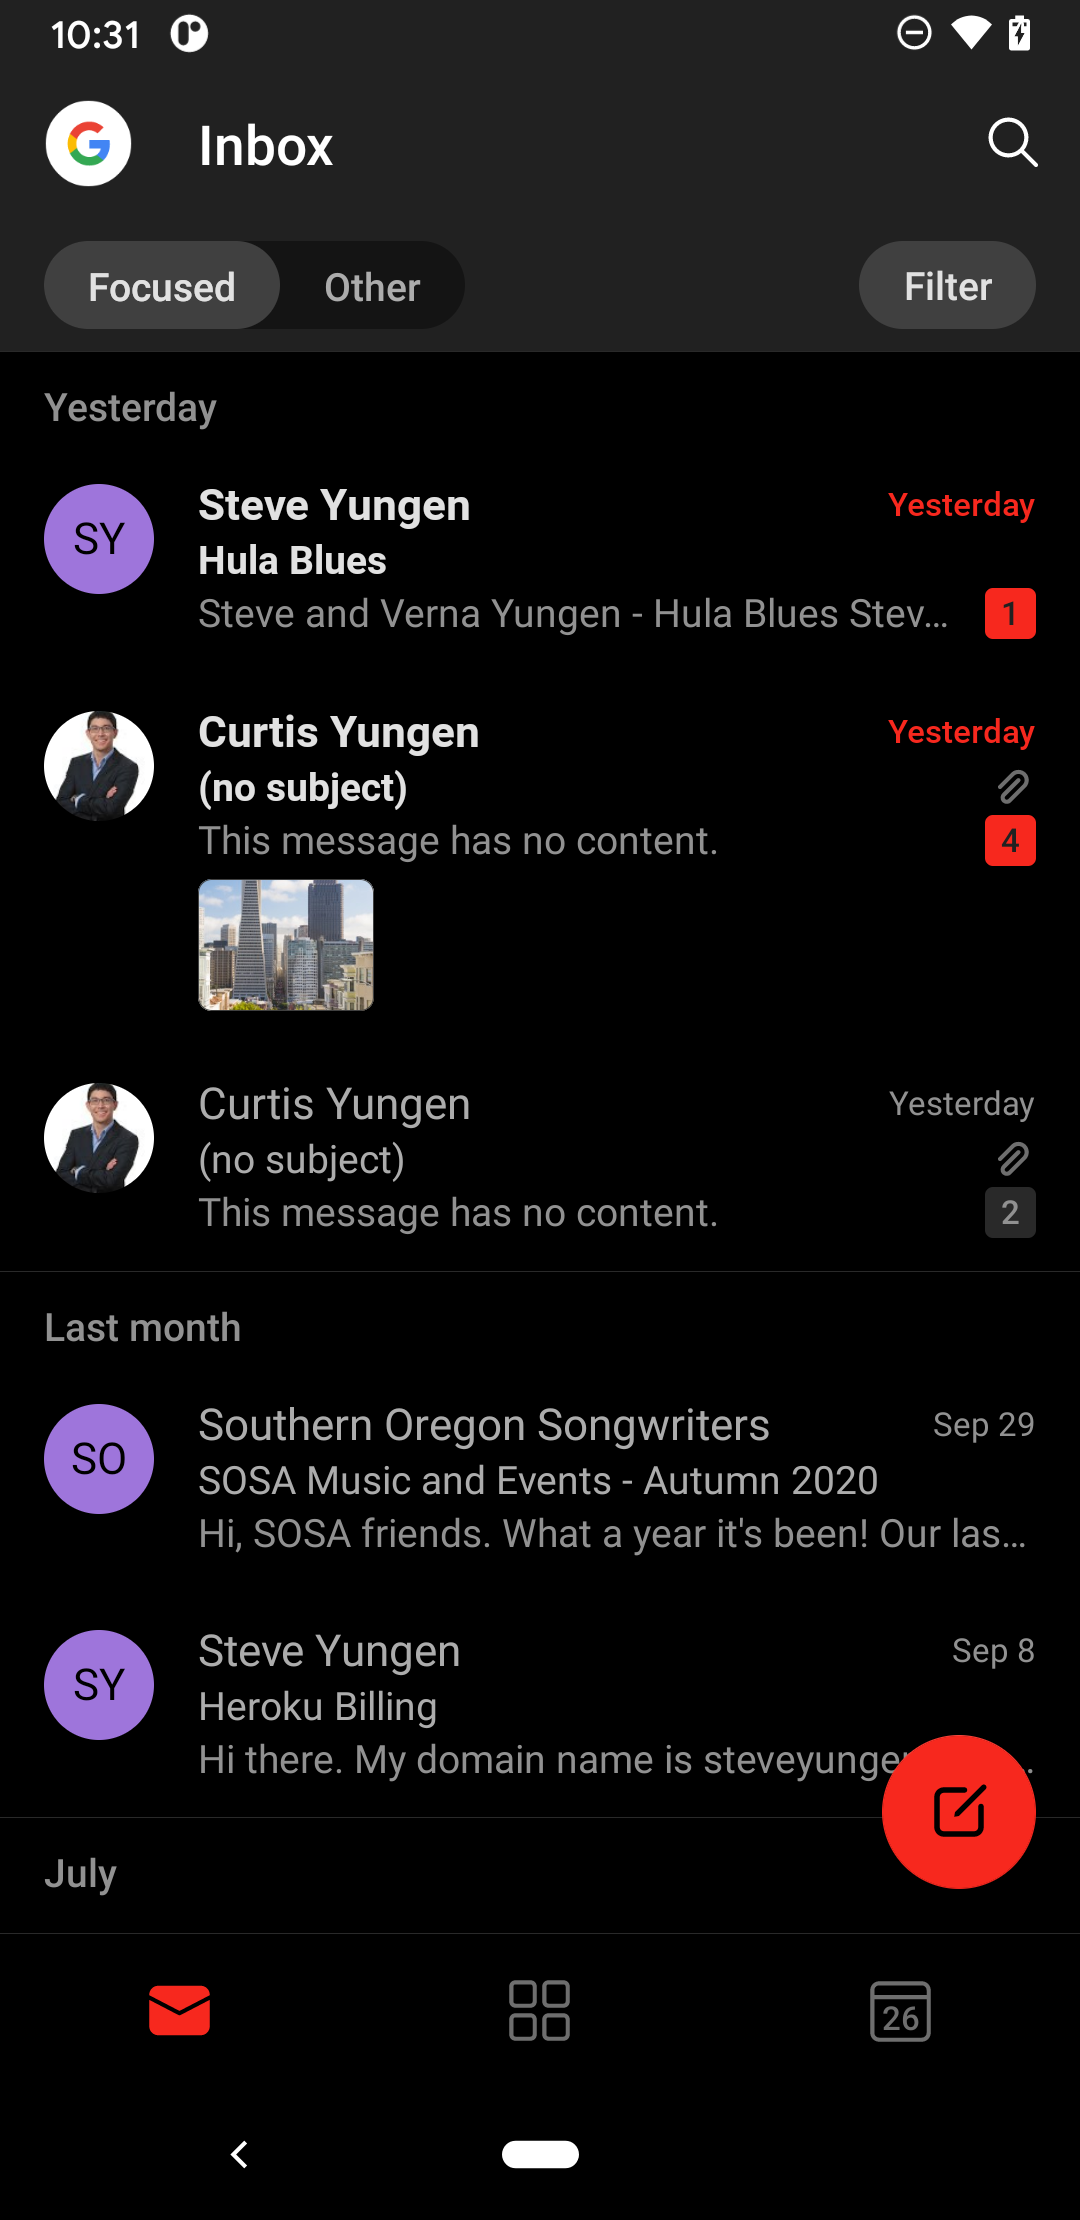 10:31
Inbox
Focused Other Filter
Yesterday
SY Steve Yungen Yesterday
Hula Blues
Steve and Verna Yungen - Hula Blues Stev... 1
Curtis Yungen Yesterday
(no subject)
This message has no content. 4
Curtis Yungen Yesterday
(no subject)
This message has no content. 2
Last month
SO Southern Oregon Songwriters Sep 29
SOSA Music and Events - Autumn 2020
Hi, SOSA friends. What a year it's been! Our las...
SY Steve Yungen Sep 8
Heroku Billing
Hi there. My domain name is
July
26